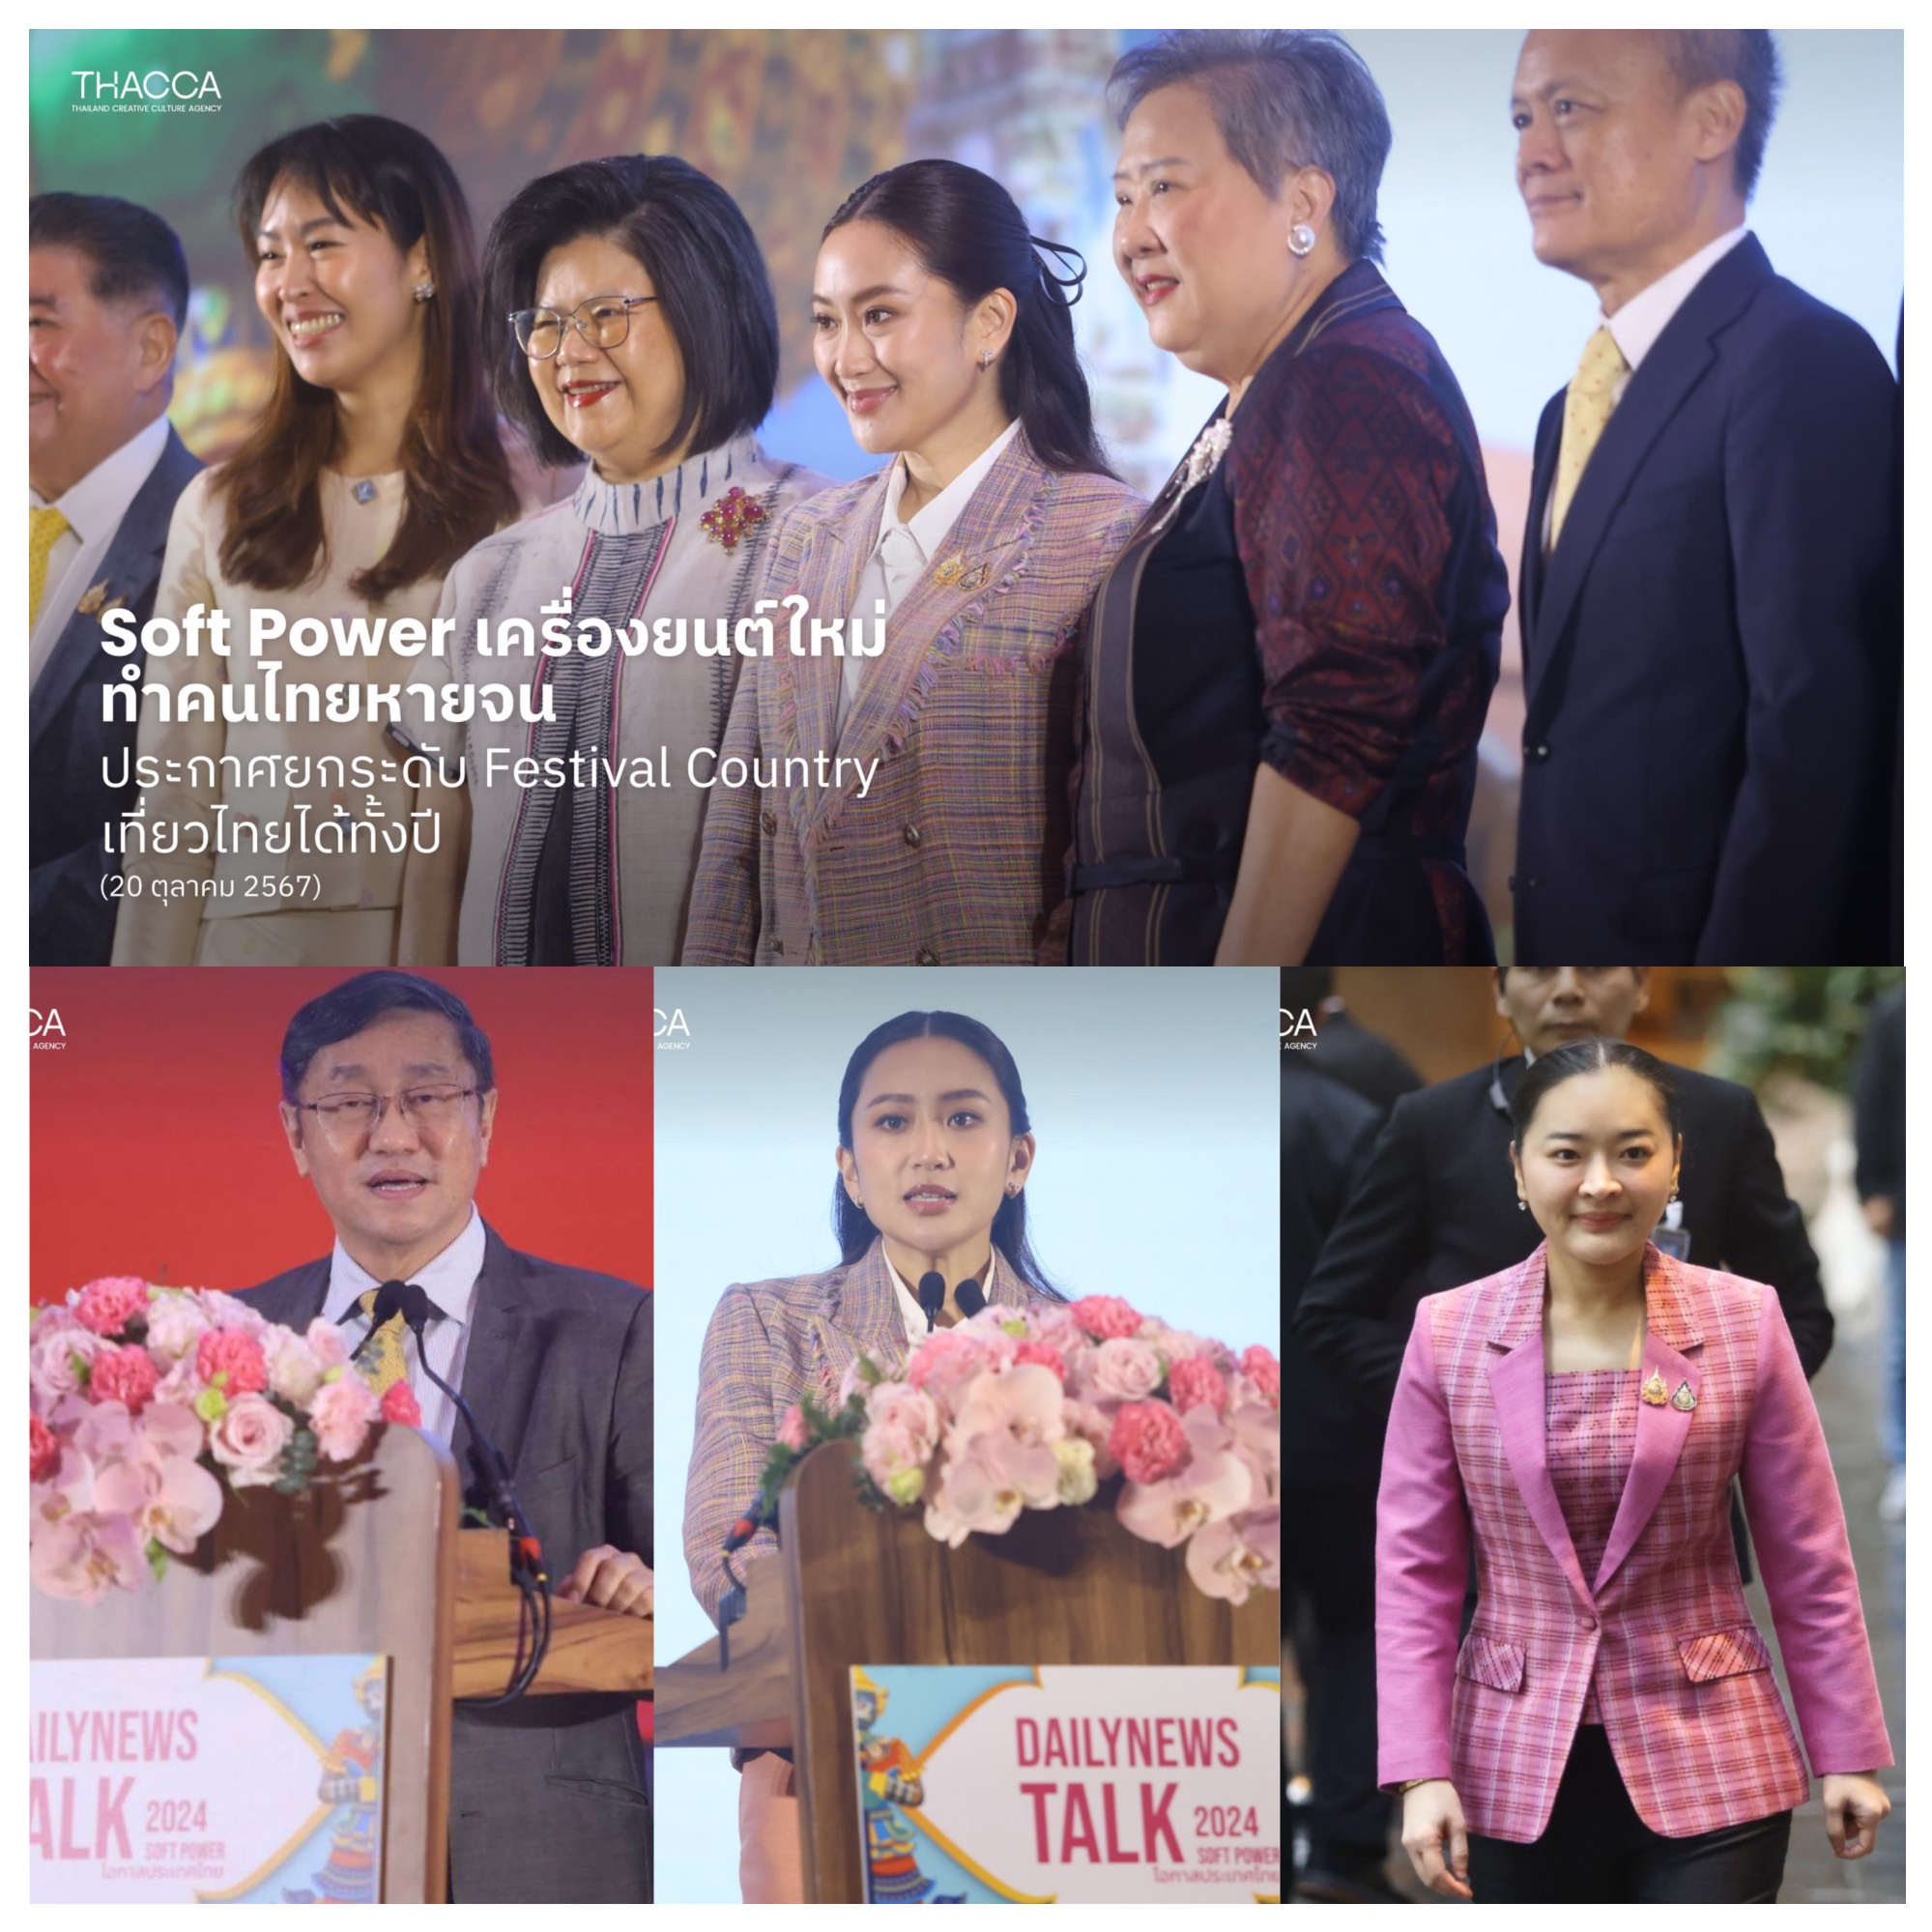 THACCA
THAILAND CREATIVE CULTURE AGENCY
Soft Power เครื่องยนต์ใหม่
ทำคนไทยหายจน
ประกาศยกระดับ Festival Country
เที่ยวไทยได้ทั้งปี
(20 ตุลาคม 2567)
CA
AGENCY
CA
AGENCY
CA
AGENCY
AILYNEWS
ALK 2024
SOFT POWER
โอกาสประเทศไทย
DAILYNEWS
TALK 2024
SOFT POWER
โอกาสประเทศไทย